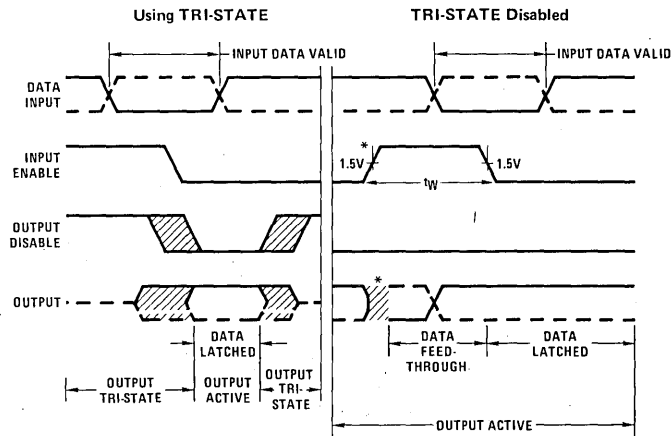 Using TRI-STATE
TRI-STATE Disabled
INPUT DATA VALID
INPUT DATA VALID
DATA
INPUT
INPUT
ENABLE
*
1.5V
1.5V
tW
OUTPUT
DISABLE
OUTPUT
*
DATA
LATCHED
DATA
FEED-
THROUGH
DATA
LATCHED
OUTPUT
TRI-STATE
OUTPUT
ACTIVE
OUTPUT
TRI-
STATE
OUTPUT ACTIVE